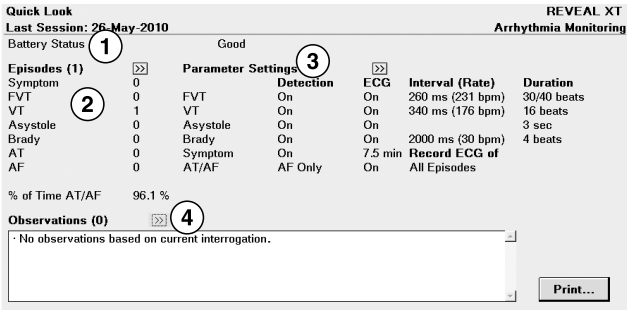 Quick Look REVEAL XT
Last Session: 26-May-2010 Arrhythmia Monitoring
Battery Status 1 Good
Episodes (1) >> Parameter Settings 3 >>
Detection ECG Interval (Rate) Duration
Symptom 0
FVT 0 FVT On On 260 ms (231 bpm) 30/40 beats
2
VT 1 VT On On 340 ms (176 bpm) 16 beats
Asystole 0 Asystole On On 3 sec
Brady 0 Brady On On 2000 ms (30 bpm) 4 beats
AT 0 Symptom On 7.5 min Record ECG of
AF 0 AT/AF AF Only On All Episodes
% of Time AT/AF 96.1 %
Observations (0) >> 4
· No observations based on current interrogation.
Print...